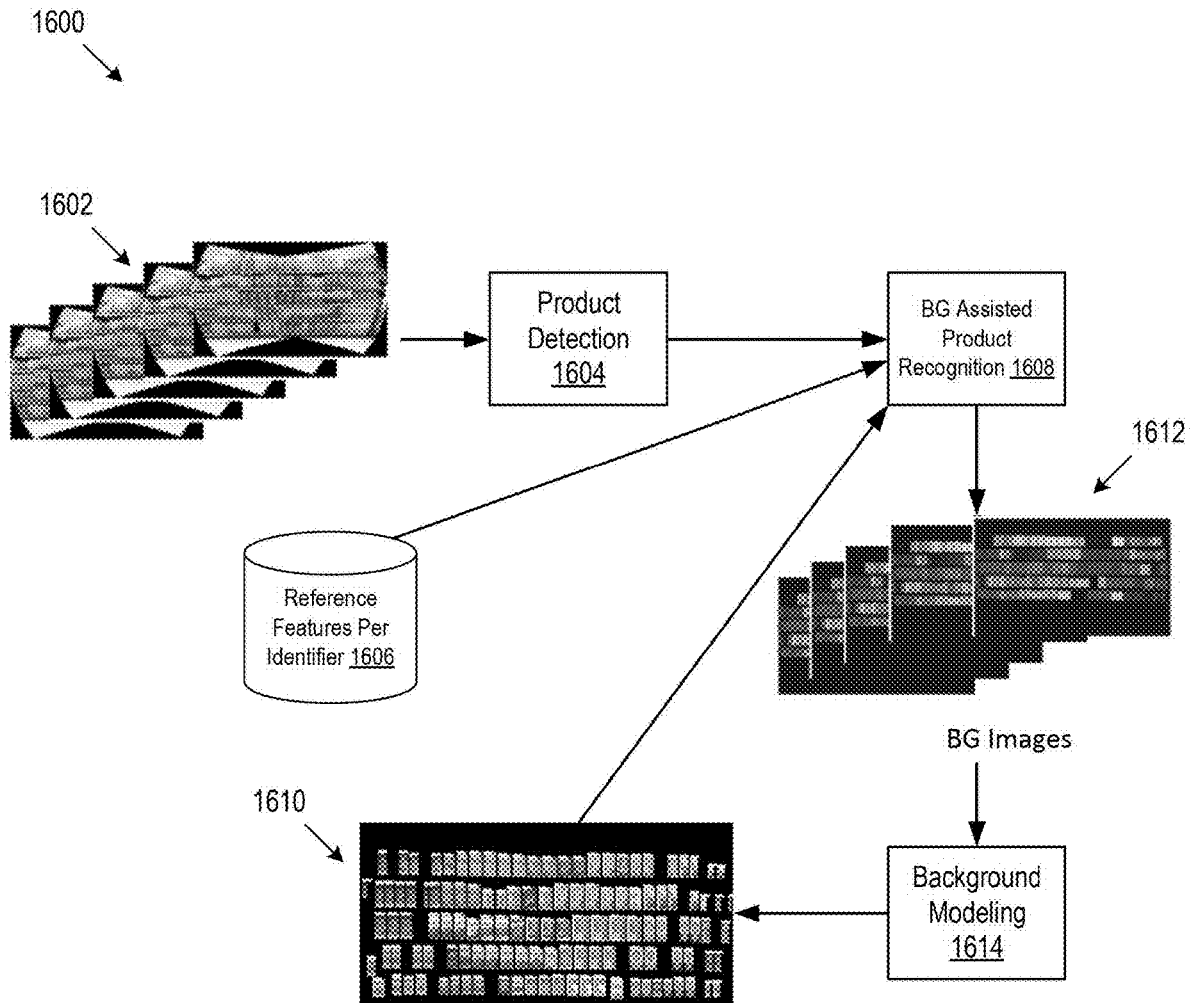 1600
1602
Product
Detection
1604
BG Assisted
Product
Recognition 1608
1612
Reference
Features Per
Identifier 1606
BG Images
1610
Background
Modeling
1614